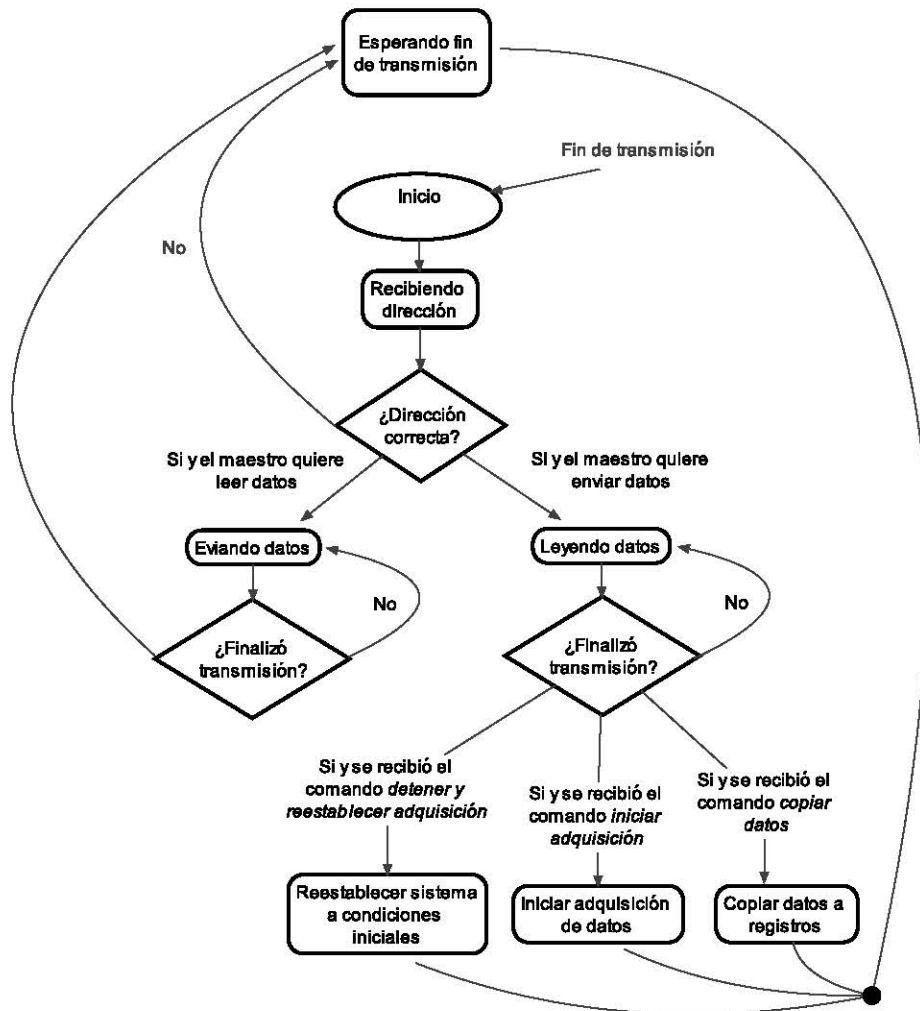 Esperando fin
de transmisión
Fin de transmisión
Inicio
No
Recibiendo
dirección
¿Dirección
correcta?
Si y el maestro quiere
leer datos
Si y el maestro quiere
enviar datos
Eviando datos
Leyendo datos
No
No
¿Finalizó
transmisión?
¿Finalizó
transmisión?
Si y se recibió el
comando detener y
reestablecer adquisición
Si y se recibió el
comando iniciar
adquisición
Si y se recibió el
comando copiar
datos
Reestablecer sistema
a condiciones
iniciales
Iniciar adquisición
de datos
Copiar datos a
registros